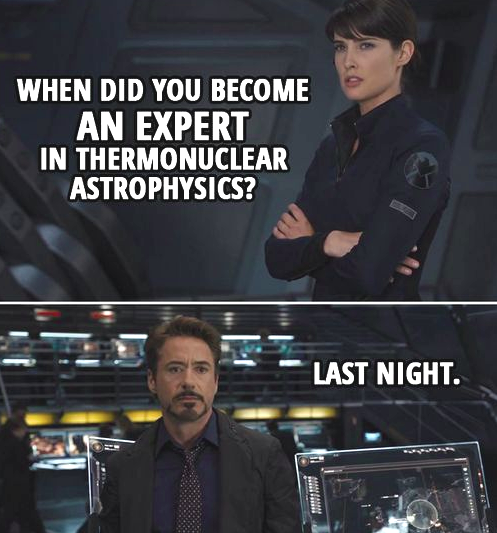 WHEN DID YOU BECOME
AN EXPERT
IN THERMONUCLEAR
ASTROPHYSICS?
LAST NIGHT.